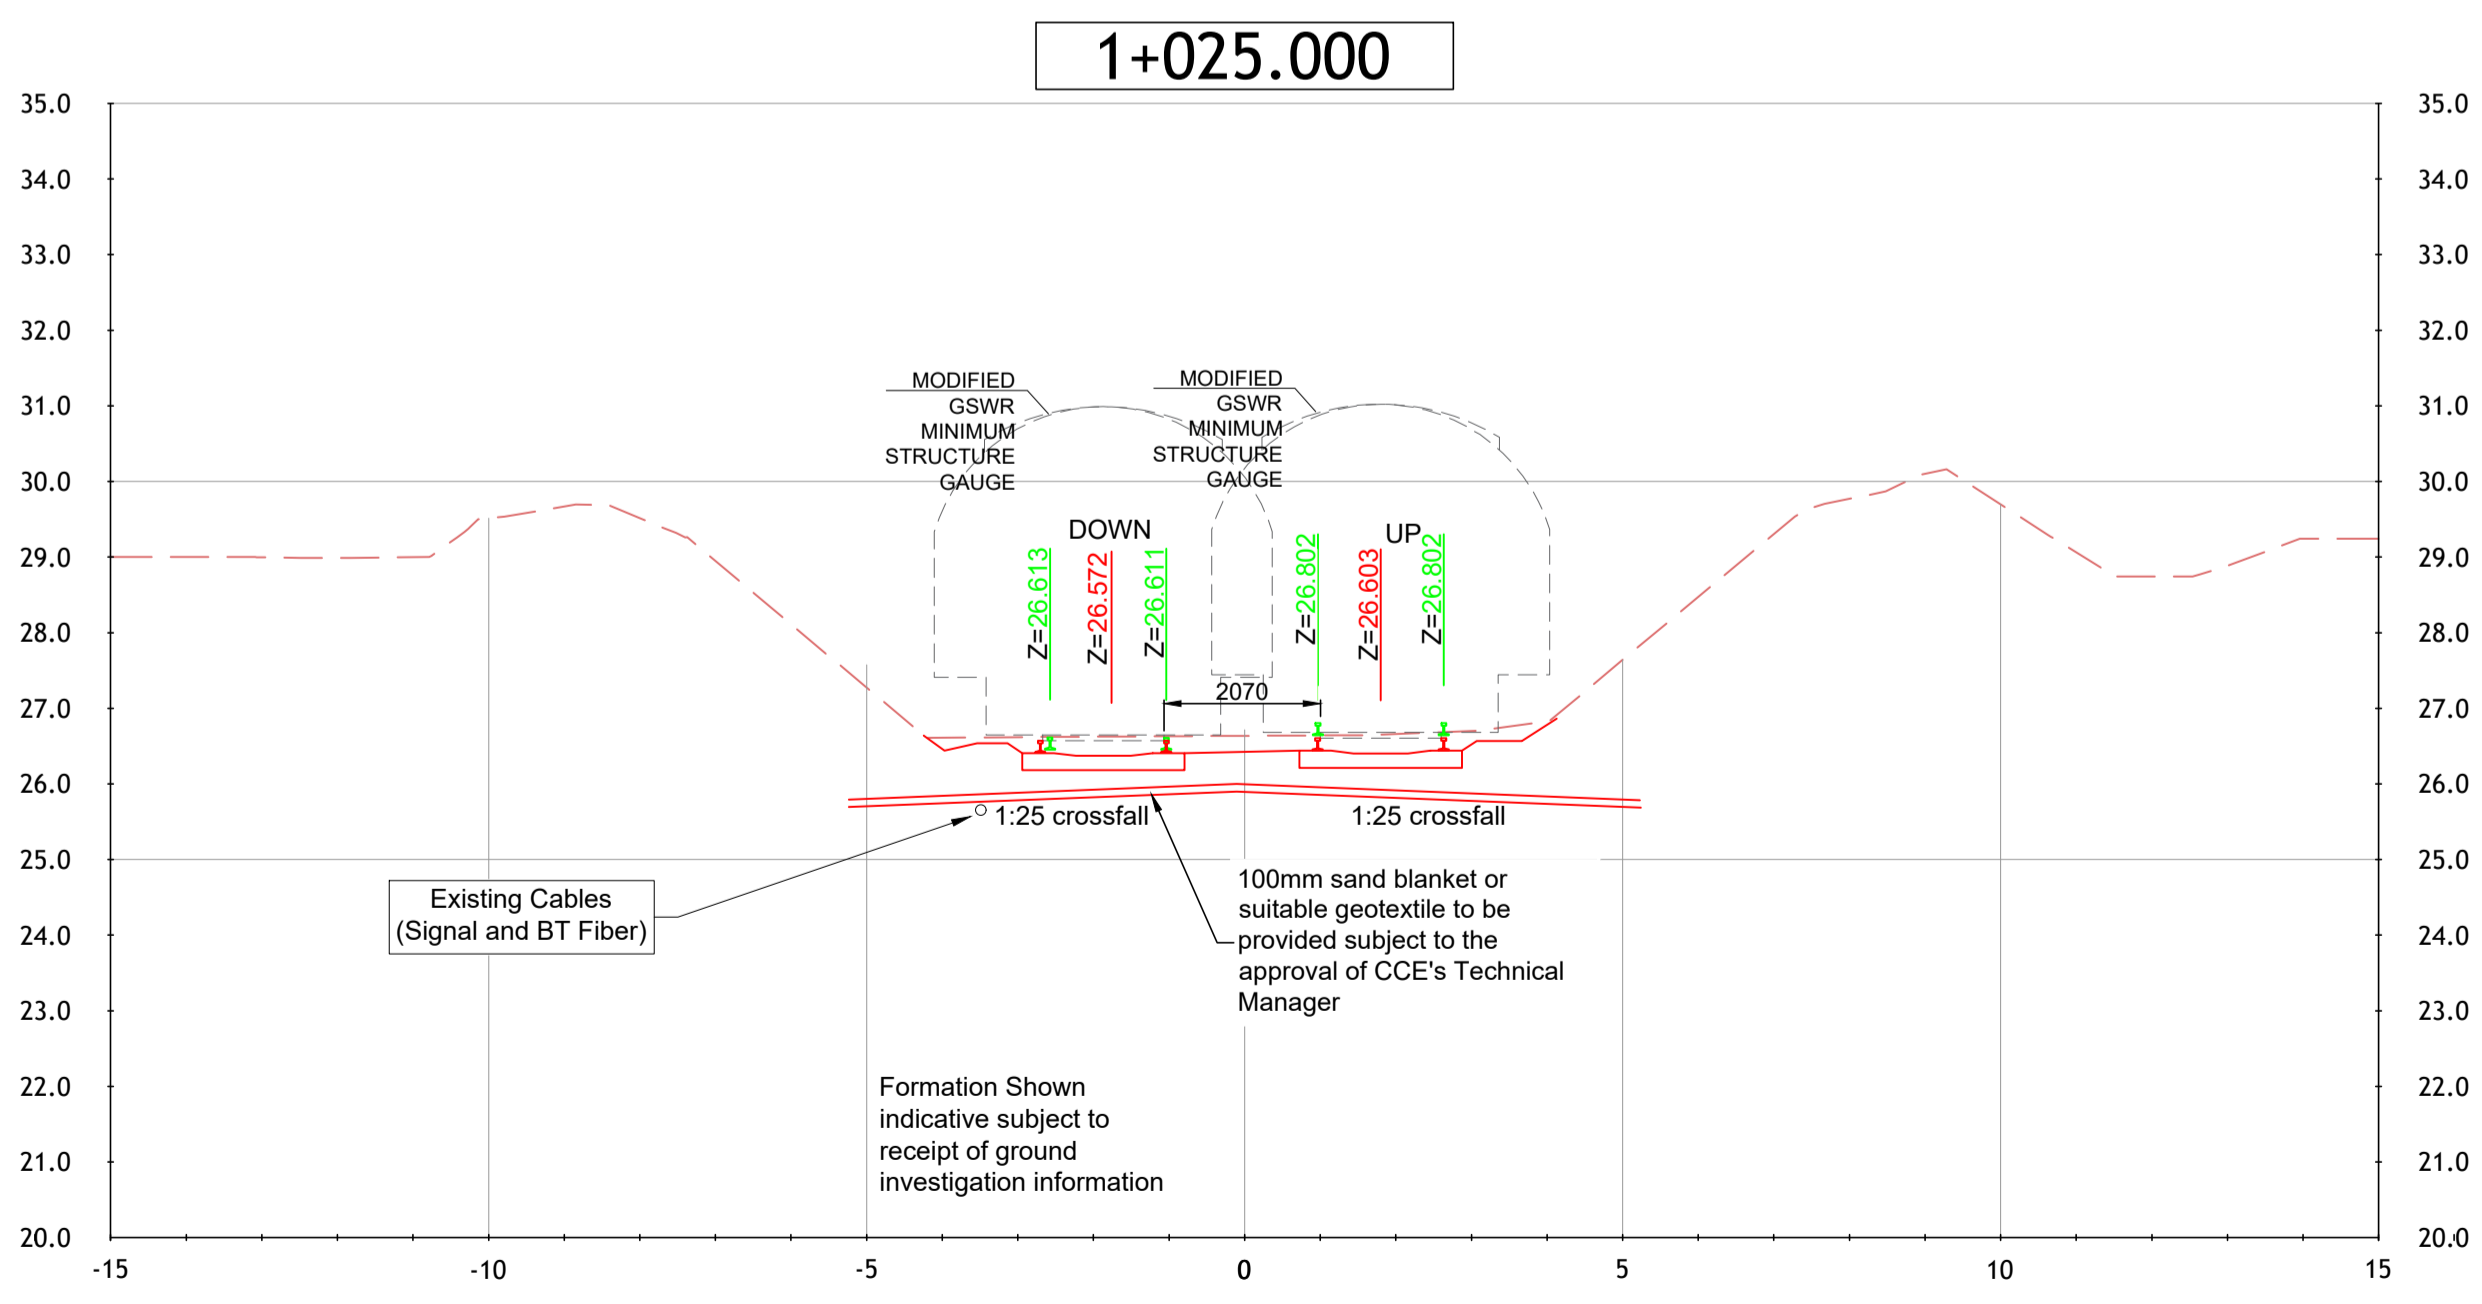 1+025.000
35.0 35.0
34.0 34.0
33.0 33.0
32.0 32.0
31.0 31.0
30.0 30.0
29.0 29.0
28.0 28.0
27.0 27.0
26.0 26.0
25.0 25.0
24.0 24.0
23.0 23.0
22.0 22.0
21.0 21.0
20.0 20.0
-15 -10 -5 0 5 10 15
MODIFIED
GSWR
MINIMUM
STRUCTURE
GAUGE
MODIFIED
GSWR
MINIMUM
STRUCTURE
GAUGE
DOWN
Z=26.613
Z=26.572
Z=26.611
UP
Z=26.802
Z=26.603
Z=26.802
2070
1:25 crossfall
1:25 crossfall
Existing Cables
(Signal and BT Fiber)
100mm sand blanket or
suitable geotextile to be
provided subject to the
approval of CCE's Technical
Manager
Formation Shown
indicative subject to
receipt of ground
investigation information